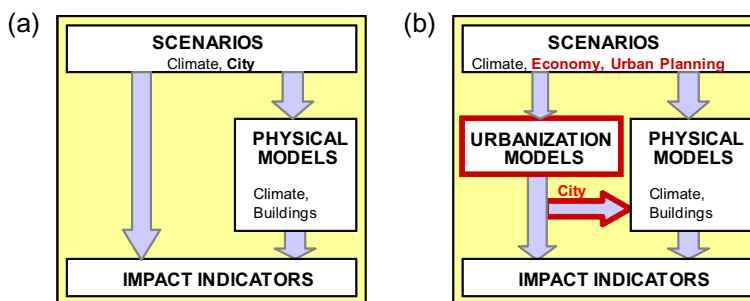 (a)
SCENARIOS
Climate, City
PHYSICAL
MODELS
Climate,
Buildings
IMPACT INDICATORS
(b)
SCENARIOS
Climate, Economy, Urban Planning
URBANIZATION
MODELS
City
PHYSICAL
MODELS
Climate,
Buildings
IMPACT INDICATORS